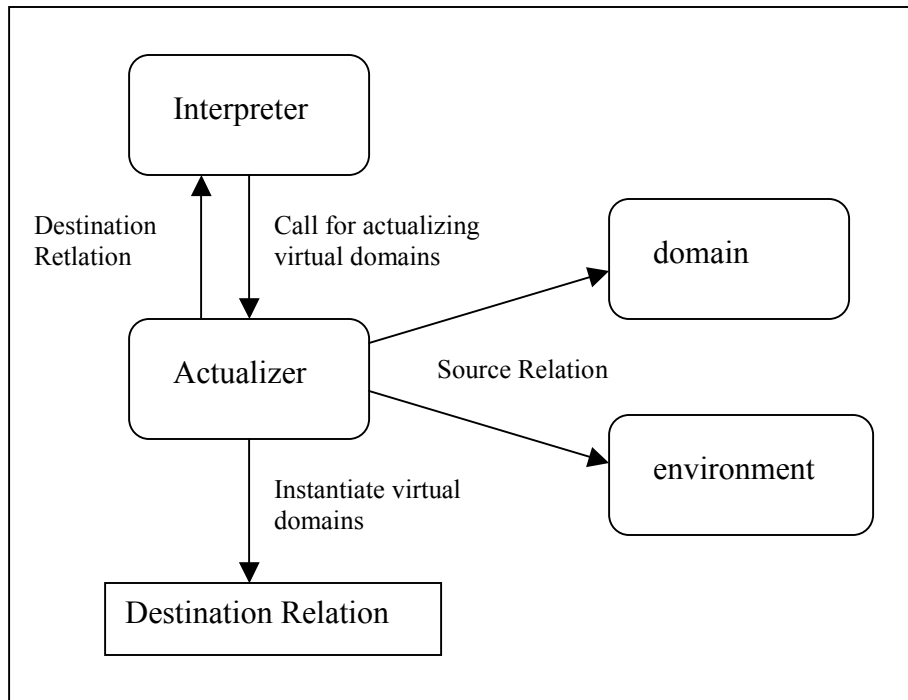 Interpreter
Destination
Retlation
Call for actualizing
virtual domains
domain
Actualizer
Source Relation
environment
Instantiate virtual
domains
Destination Relation